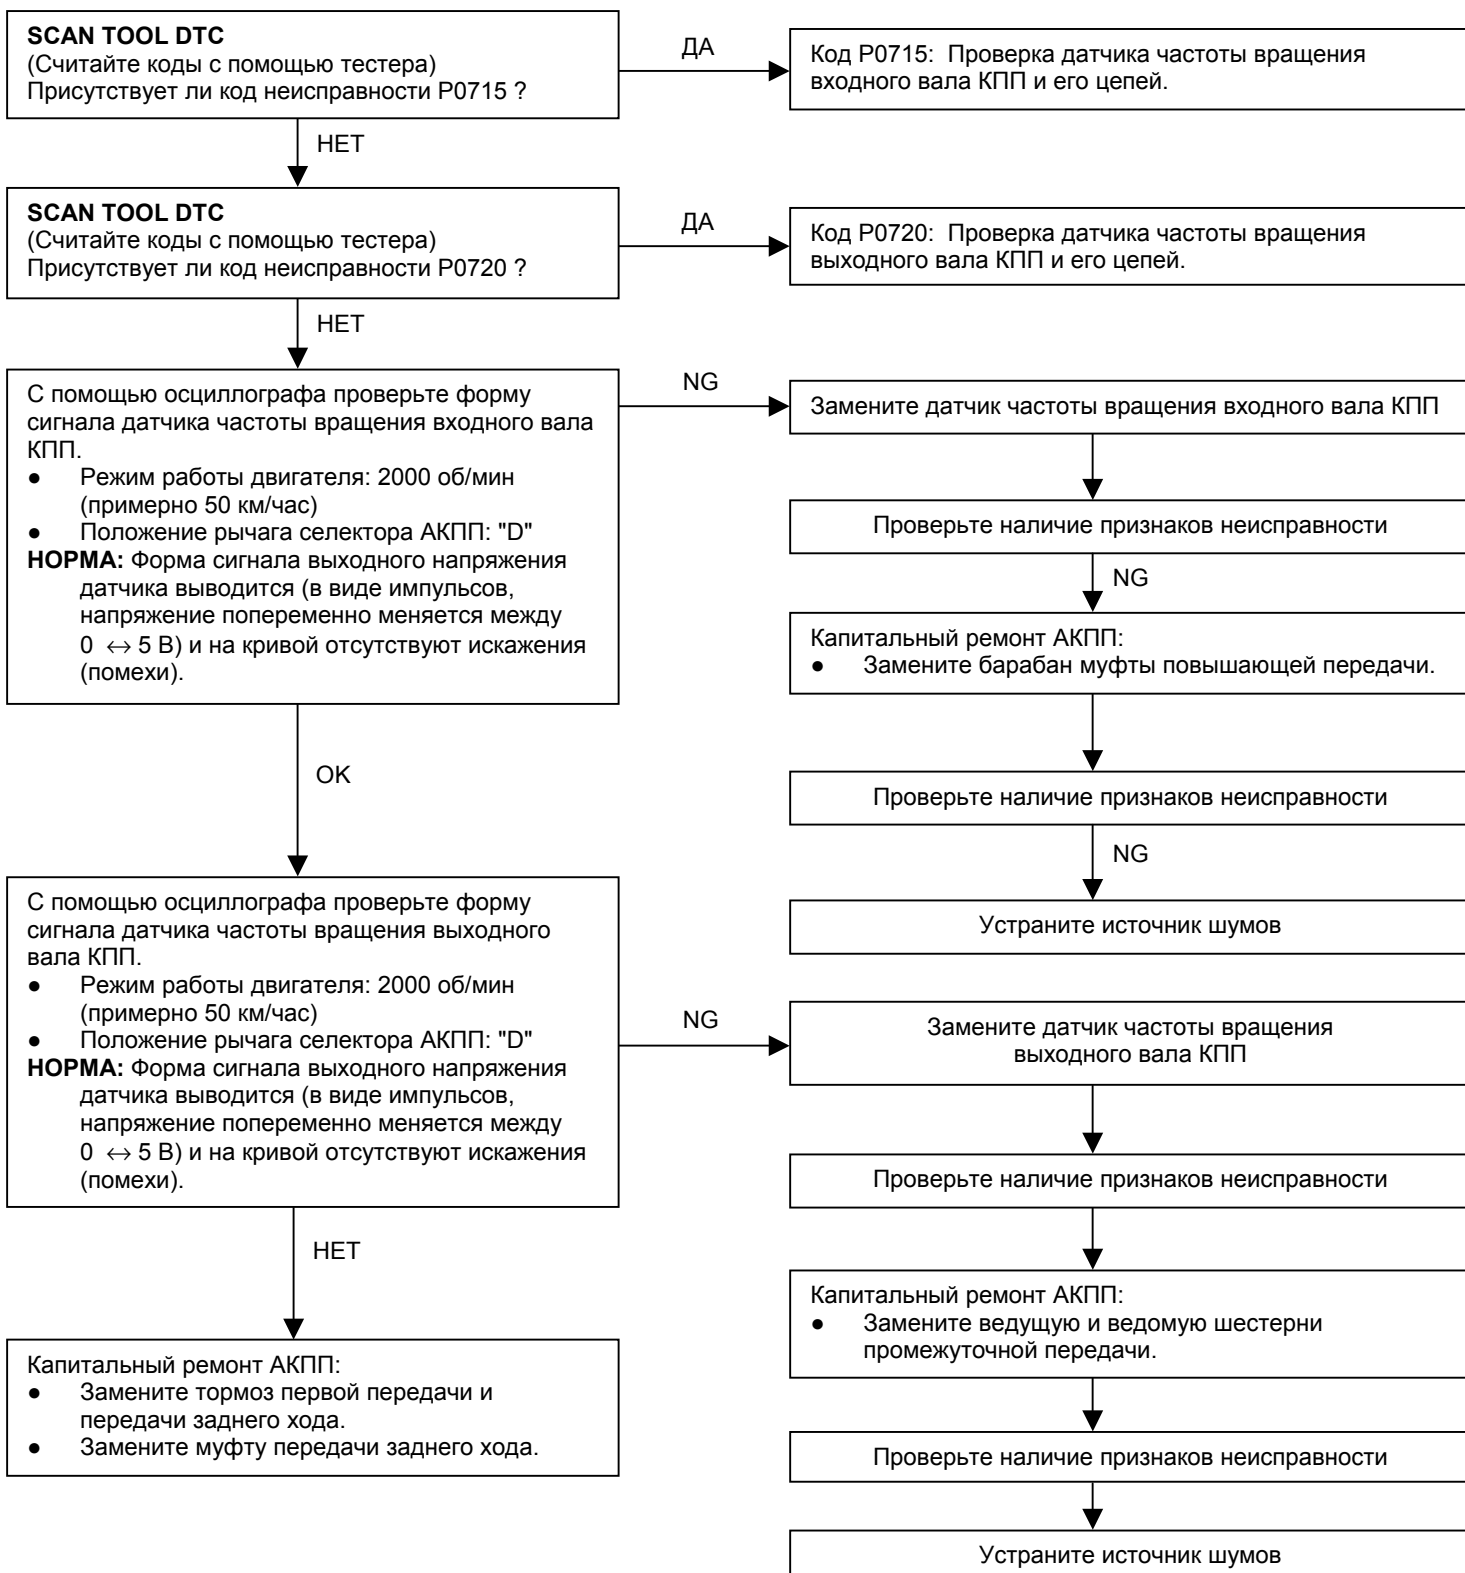 SCAN TOOL DTC
(Считайте коды с помощью тестера)
Присутствует ли код неисправности P0715 ?
ДА
Код P0715:  Проверка датчика частоты вращения
входного вала КПП и его цепей.
НЕТ
SCAN TOOL DTC
(Считайте коды с помощью тестера)
Присутствует ли код неисправности P0720 ?
ДА
Код P0720:  Проверка датчика частоты вращения
выходного вала КПП и его цепей.
НЕТ
С помощью осциллографа проверьте форму
сигнала датчика частоты вращения входного вала
КПП.
● Режим работы двигателя: 2000 об/мин
(примерно 50 км/час)
● Положение рычага селектора АКПП: "D"
НОРМА: Форма сигнала выходного напряжения
датчика выводится (в виде импульсов,
напряжение попеременно меняется между
0 ↔ 5 В) и на кривой отсутствуют искажения
(помехи).
NG
Замените датчик частоты вращения входного вала КПП
Проверьте наличие признаков неисправности
NG
Капитальный ремонт АКПП:
● Замените барабан муфты повышающей передачи.
Проверьте наличие признаков неисправности
NG
Устраните источник шумов
OK
С помощью осциллографа проверьте форму
сигнала датчика частоты вращения выходного
вала КПП.
● Режим работы двигателя: 2000 об/мин
(примерно 50 км/час)
● Положение рычага селектора АКПП: "D"
НОРМА: Форма сигнала выходного напряжения
датчика выводится (в виде импульсов,
напряжение попеременно меняется между
0 ↔ 5 В) и на кривой отсутствуют искажения
(помехи).
NG
Замените датчик частоты вращения
выходного вала КПП
Проверьте наличие признаков неисправности
Капитальный ремонт АКПП:
● Замените ведущую и ведомую шестерни
промежуточной передачи.
Проверьте наличие признаков неисправности
Устраните источник шумов
НЕТ
Капитальный ремонт АКПП:
● Замените тормоз первой передачи и
передачи заднего хода.
● Замените муфту передачи заднего хода.